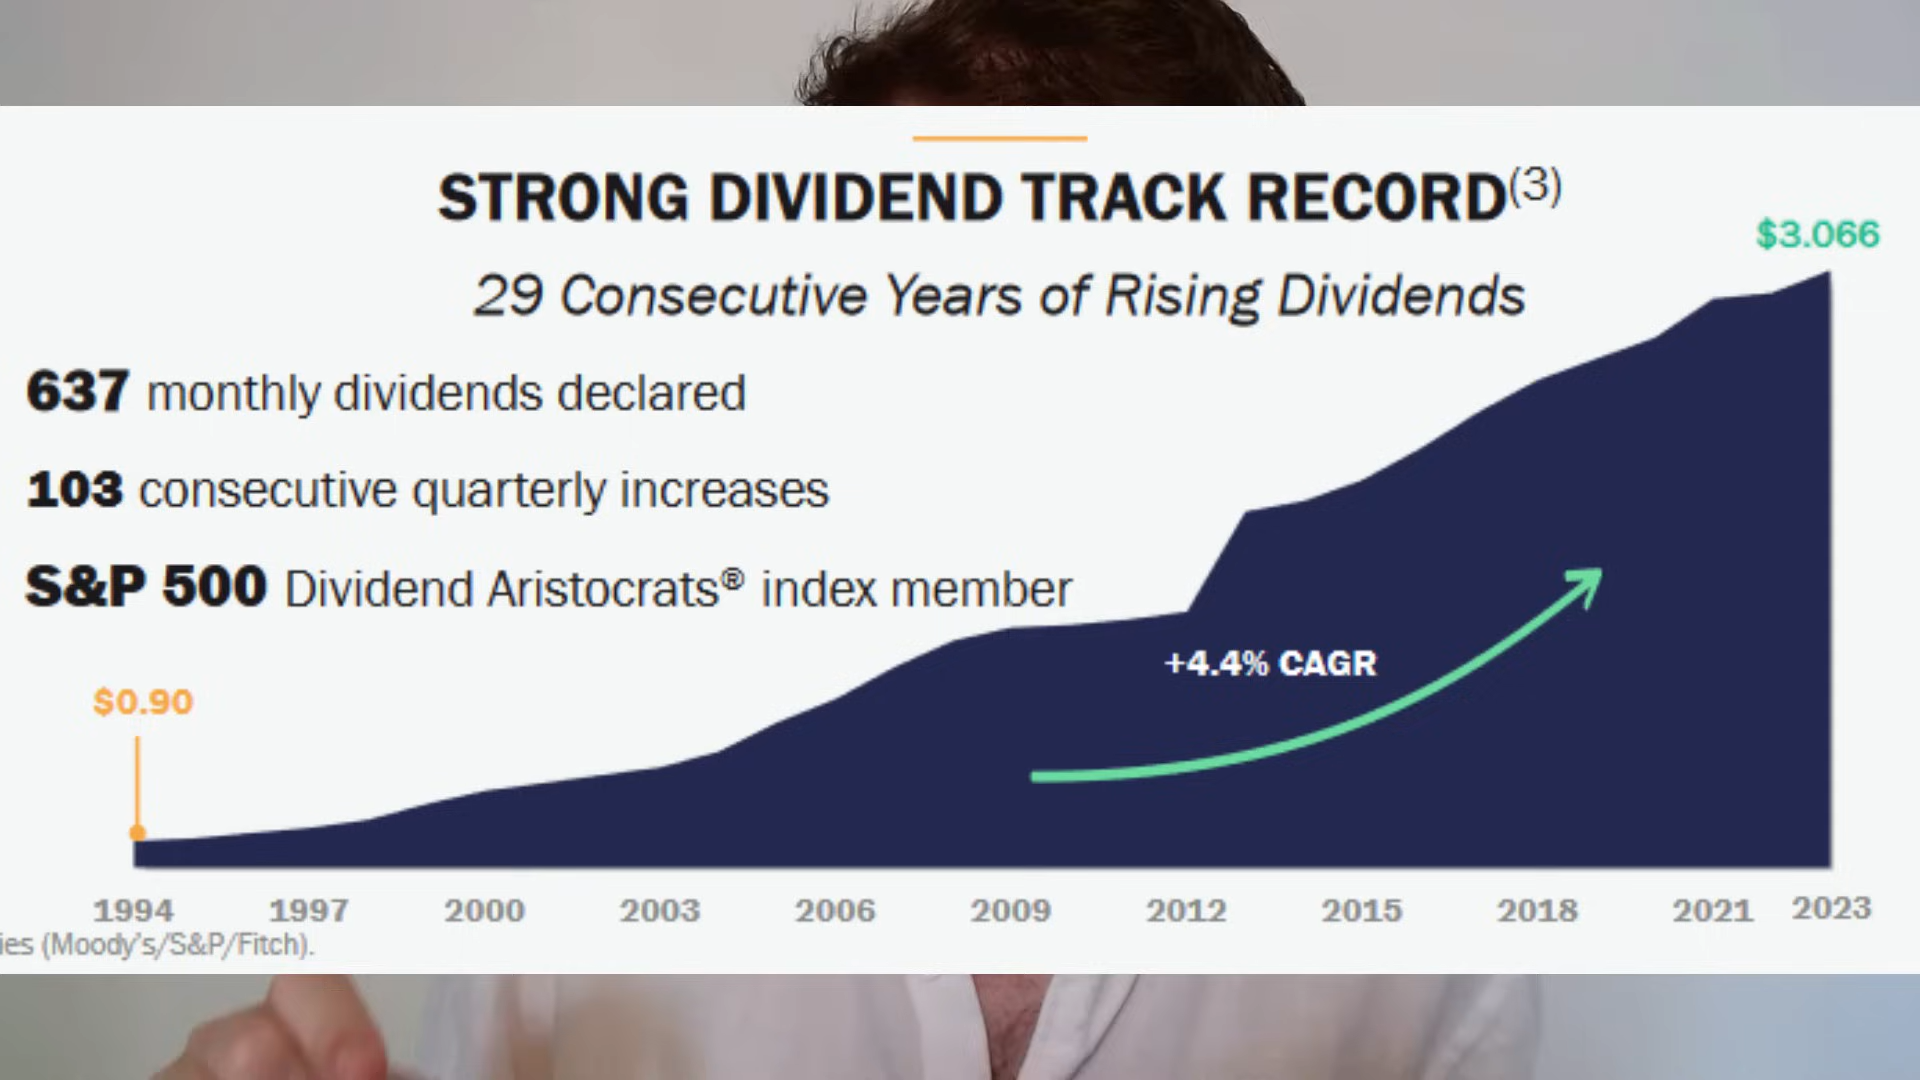 STRONG DIVIDEND TRACK RECORD(3)
$3.066
29 Consecutive Years of Rising Dividends
637 monthly dividends declared
103 consecutive quarterly increases
S&P 500 Dividend Aristocrats® index member
+4.4% CAGR
$0.90
1994 1997 2000 2003 2006 2009 2012 2015 2018 2021 2023
ies (Moody's/S&P/Fitch).